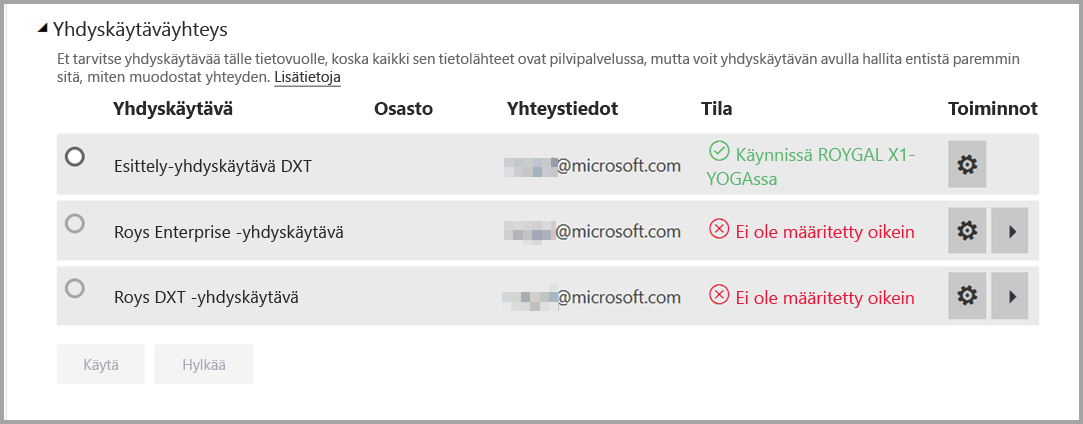 Yhdyskäytäväyhteys
Et tarvitse yhdyskäytävää tälle tietovuolle, koska kaikki sen tietolähteet ovat pilvipalvelussa, mutta voit yhdyskäytävän avulla hallita entistä paremmin
sitä, miten muodostat yhteyden. Lisätietoja
Yhdyskäytävä Osasto Yhteystiedot Tila Toiminnot
Esittely-yhdyskäytävä DXT @microsoft.com Käynnissä ROYGAL X1-
YOGAssa
Roys Enterprise -yhdyskäytävä @microsoft.com Ei ole määritetty oikein
Roys DXT -yhdyskäytävä @microsoft.com Ei ole määritetty oikein
Käytä Hylkää